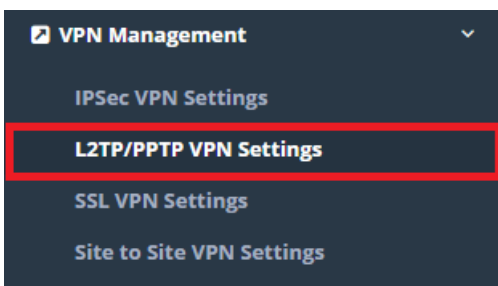 VPN Management
IPSec VPN Settings
L2TP/PPTP VPN Settings
SSL VPN Settings
Site to Site VPN Settings